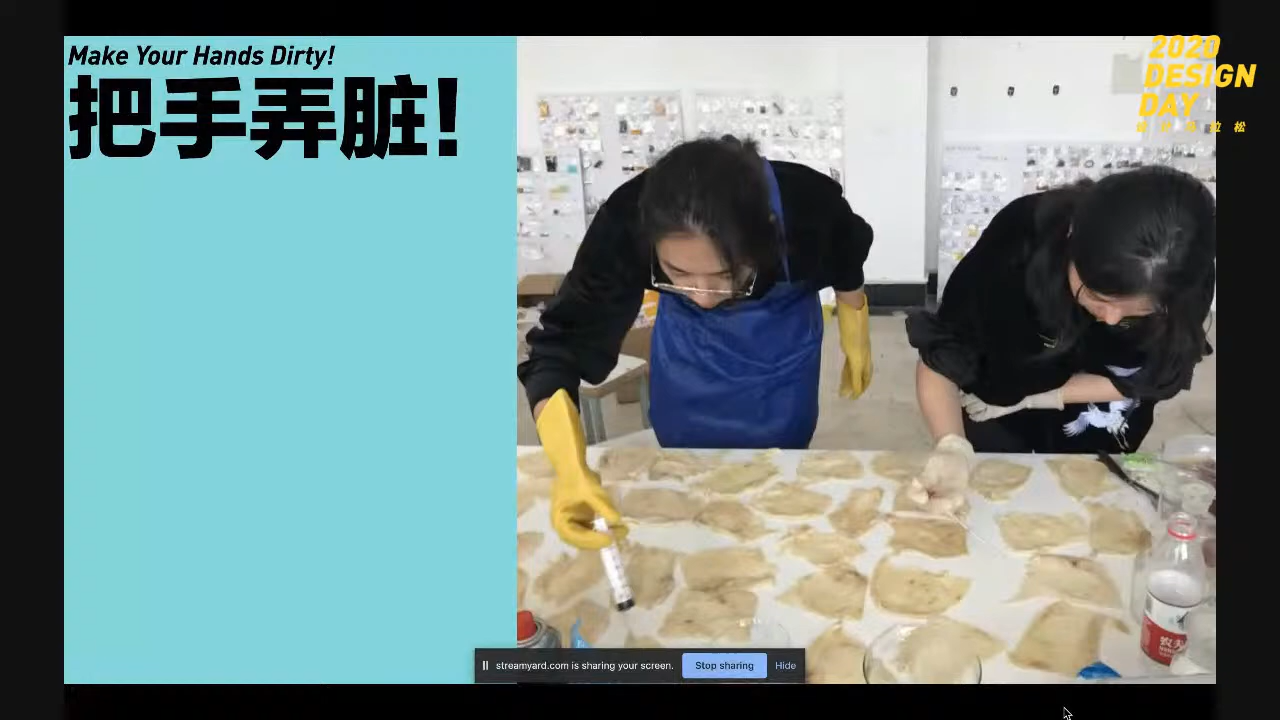 Make Your Hands Dirty!
把手弄脏!
2020
DESIGN
DAY
streamyard.com is sharing your screen.
Stop sharing
Hide